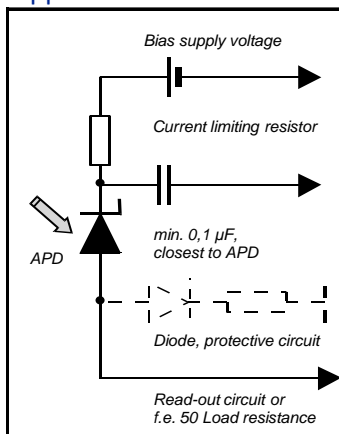 Bias supply voltage
Current limiting resistor
min. 0,1 µF,
closest to APD
APD
Diode, protective circuit
Read-out circuit or
f.e. 50 Load resistance